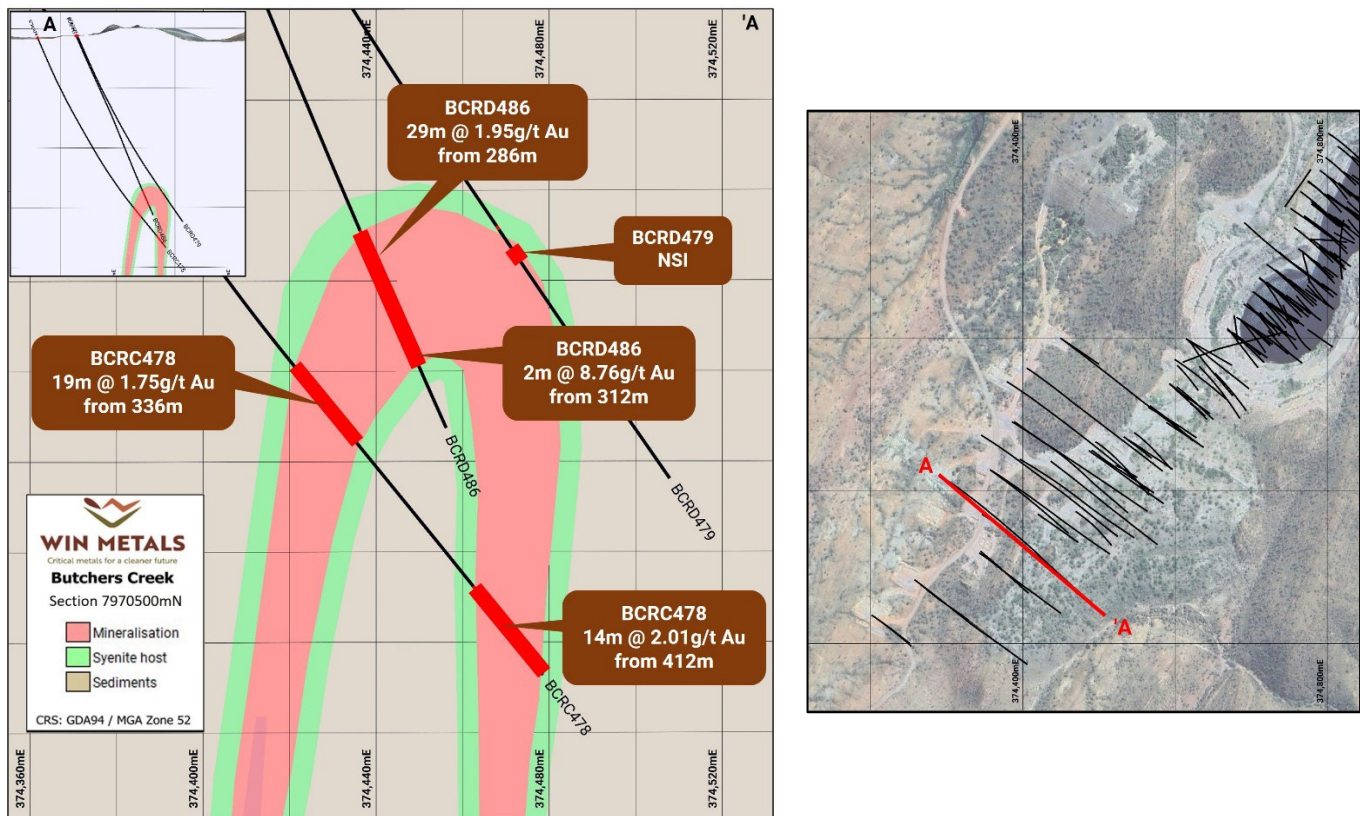 A
'A
374,440mE
374,480mE
374,520mE
BCRD486
29m @ 1.95g/t Au
from 286m
BCRD479
NSI
BCRD486
2m @ 8.76g/t Au
from 312m
BCRC478
19m @ 1.75g/t Au
from 336m
BCRC478
14m @ 2.01g/t Au
from 412m
BCRD486
BCRD479
BCRC478
BCRD486
BCRD479
BCRC478
WIN METALS
Critical metals for a cleaner future
Butchers Creek
Section 7970500mN
Mineralisation
Syenite host
Sediments
CRS: GDA94 / MGA Zone 52
374,360mE
374,400mE
374,440mE
374,480mE
374,520mE
374,400mE
374,800mE
A
'A
374,400mE
374,800mE